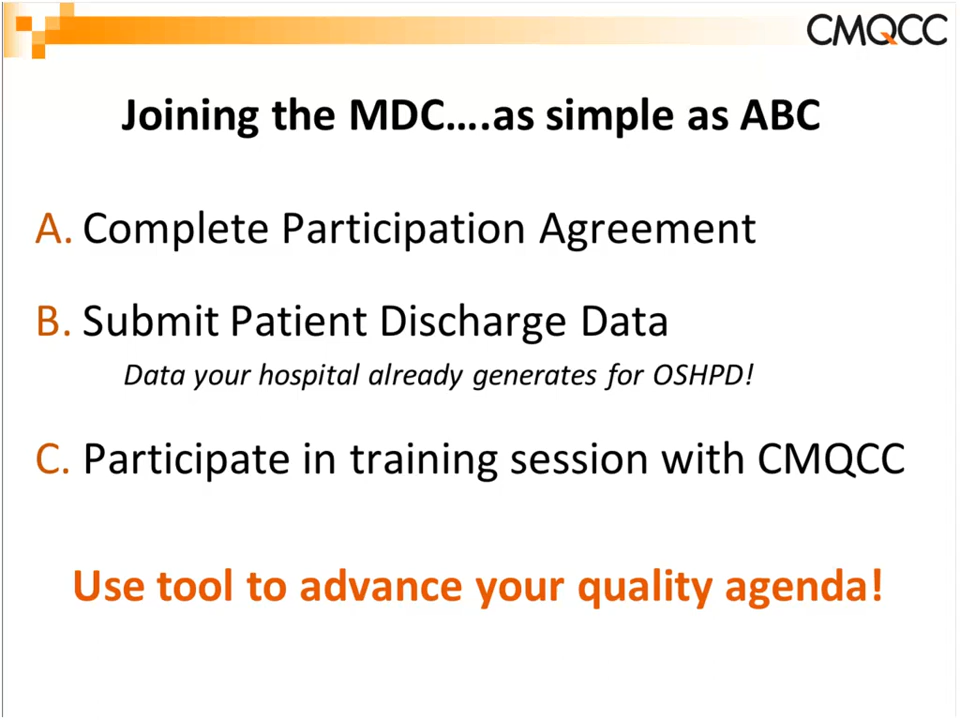 CMQCC
Joining the MDC....as simple as ABC
A. Complete Participation Agreement
B. Submit Patient Discharge Data
Data your hospital already generates for OSHPD!
C. Participate in training session with CMQCC
Use tool to advance your quality agenda!